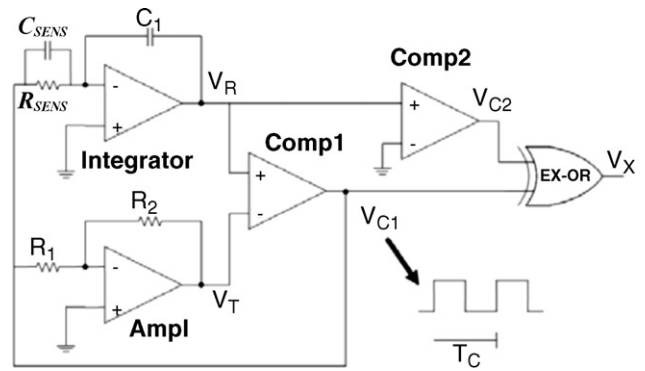 C_SENS
C_1
R_SENS
-
+
Integrator
V_R
Comp2
+
-
V_C2
Comp1
+
-
EX-OR
V_X
V_C1
R_2
R_1
-
+
Ampl
V_T
T_C